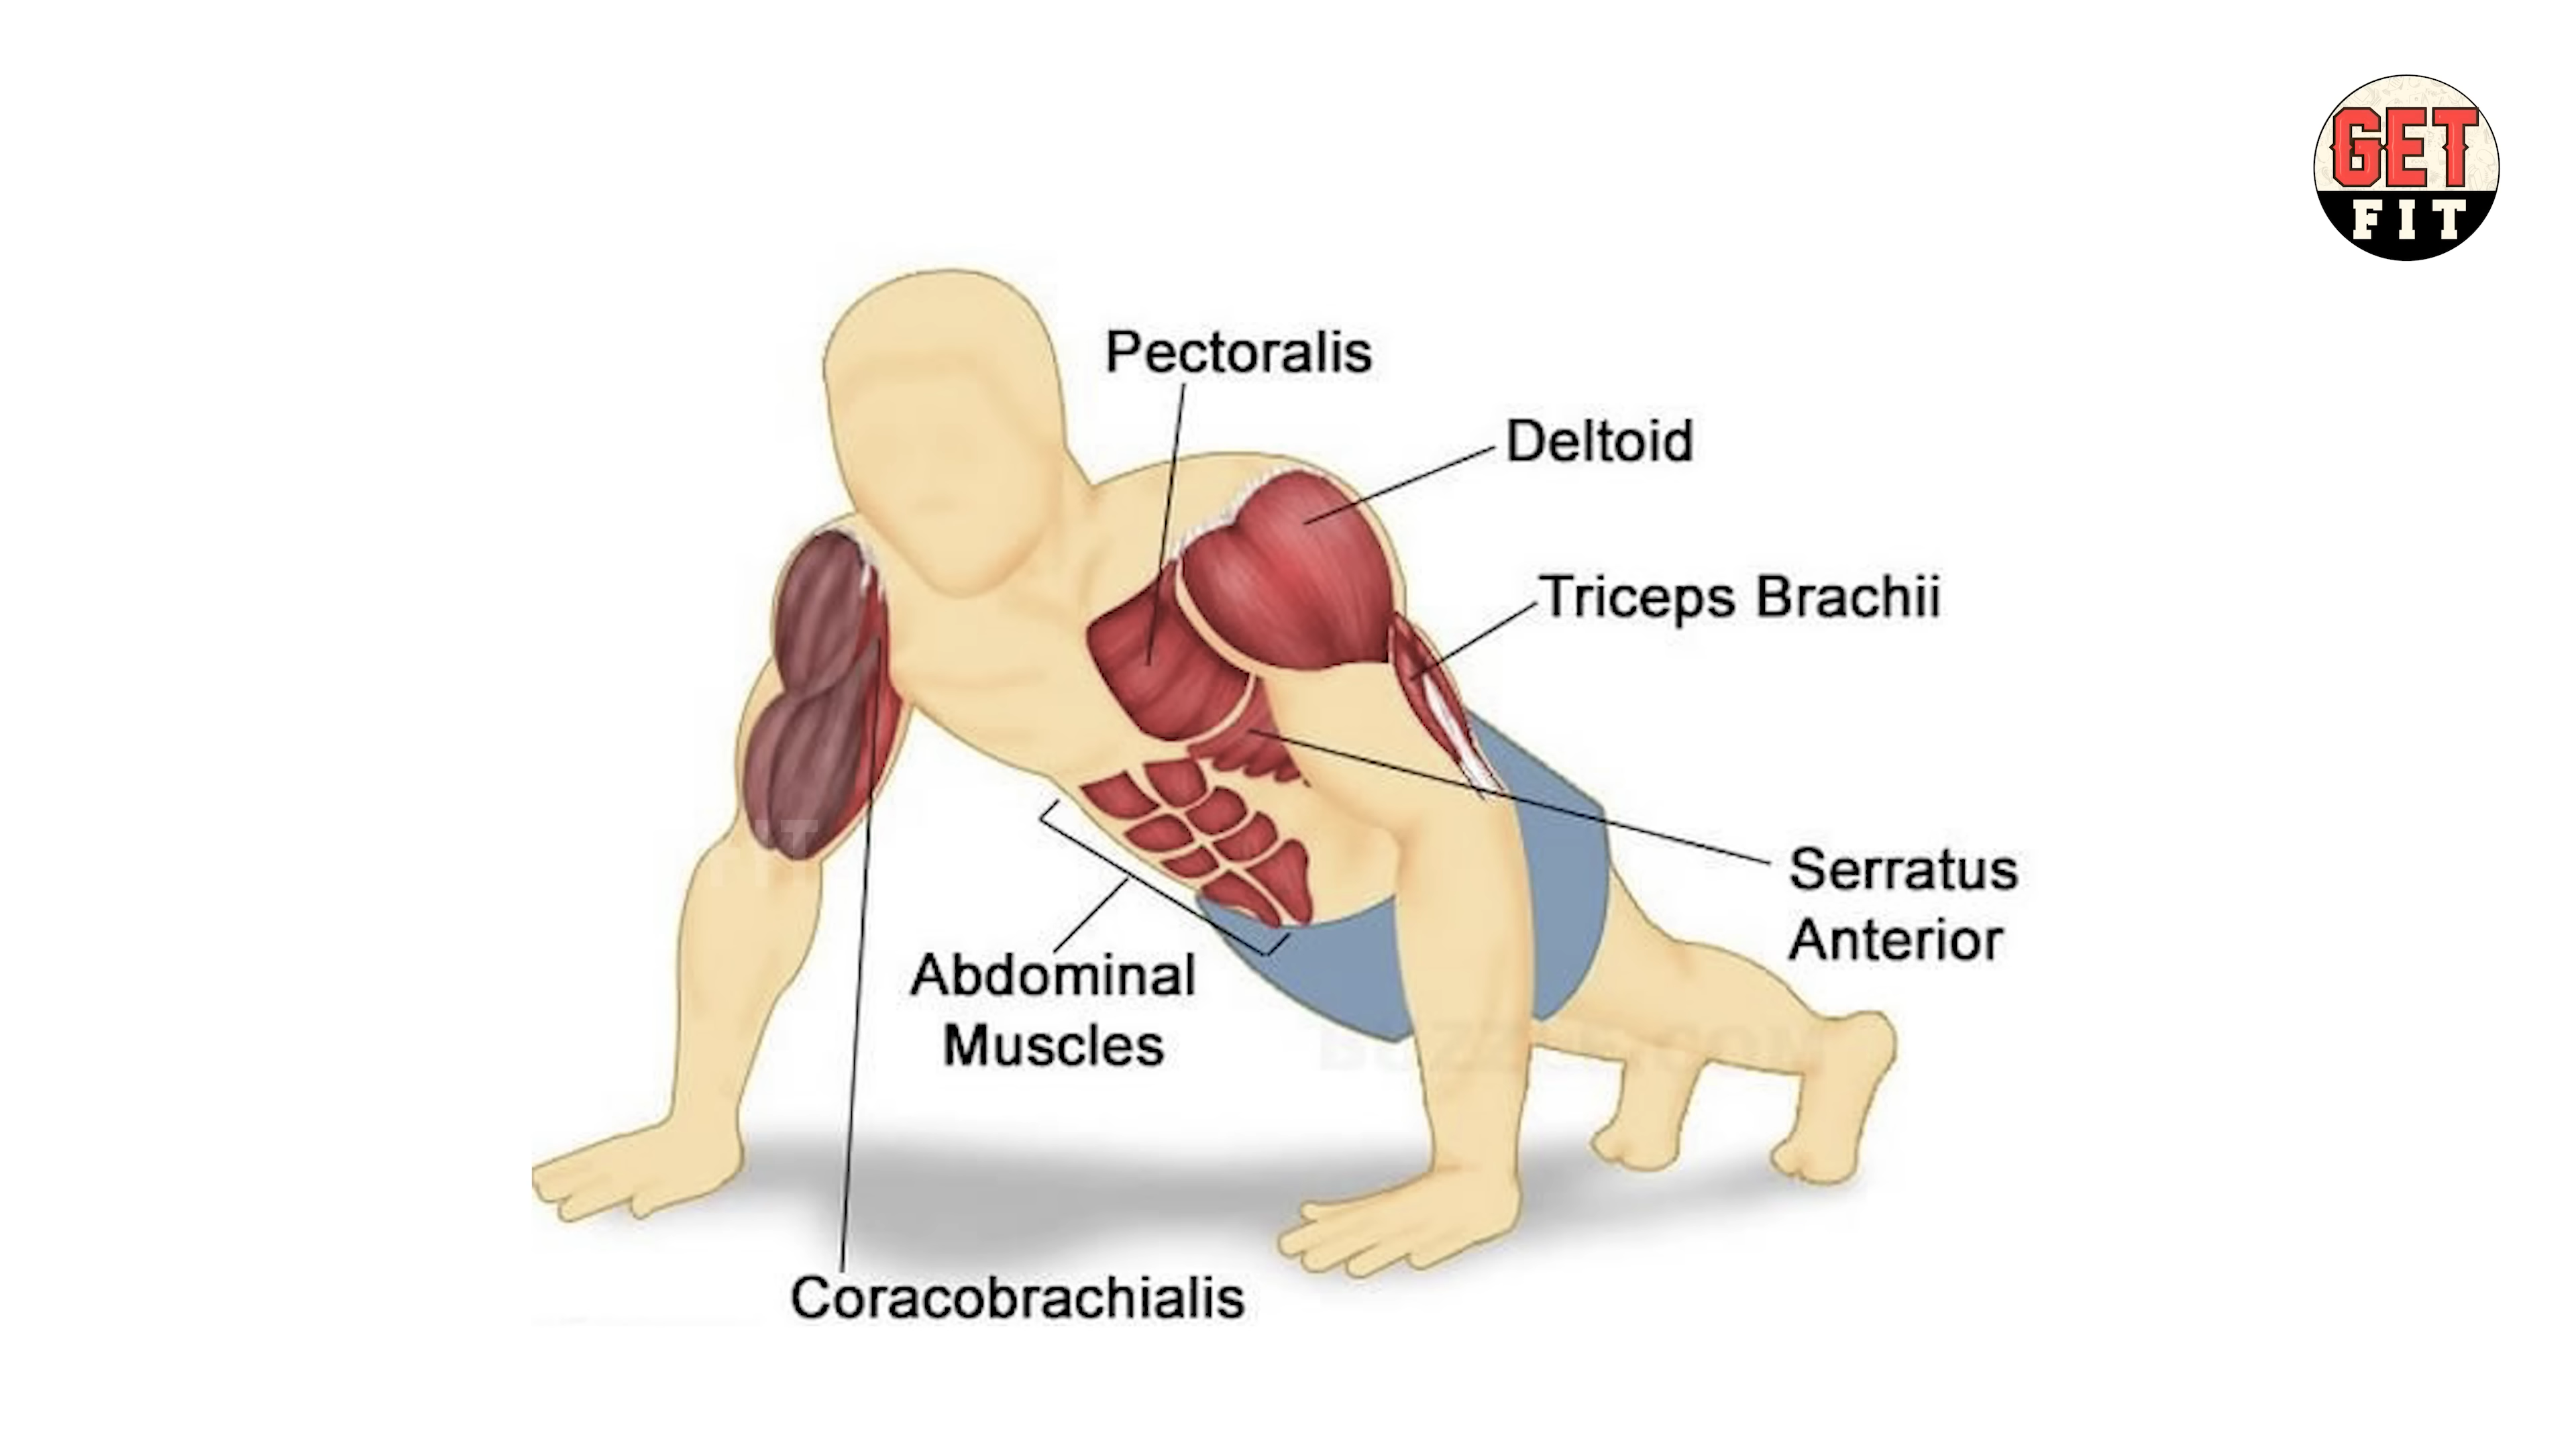 GET
FIT
Pectoralis
Deltoid
Triceps Brachii
Serratus
Anterior
Abdominal
Muscles
Coracobrachialis